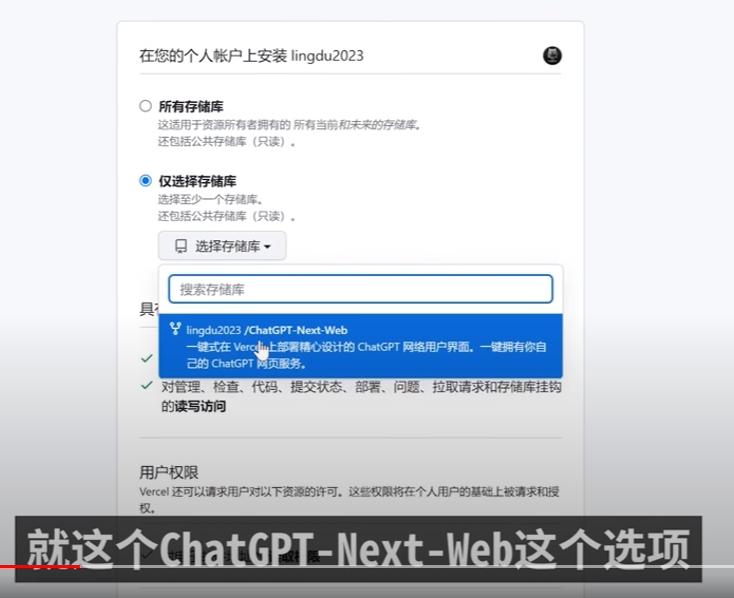 在您的个人帐户上安装 lingdu2023
所有存储库
这适用于资源所有者拥有的 所有当前和未来的存储库。
还包括公共存储库（只读）。
仅选择存储库
选择至少一个存储库。
还包括公共存储库（只读）。
选择存储库
搜索存储库
具
lingdu2023 /ChatGPT-Next-Web
一键式在 Vercel 上部署精心设计的 ChatGPT 网络用户界面。一键拥有你自
己的 ChatGPT 网页服务。
对管理、检查、代码、提交状态、部署、问题、拉取请求和存储库挂钩
的读写访问
用户权限
Vercel 还可以请求用户对以下资源的许可。这些权限将在个人用户的基础上被请求和授
权。
就这个ChatGPT-Next-Web这个选项